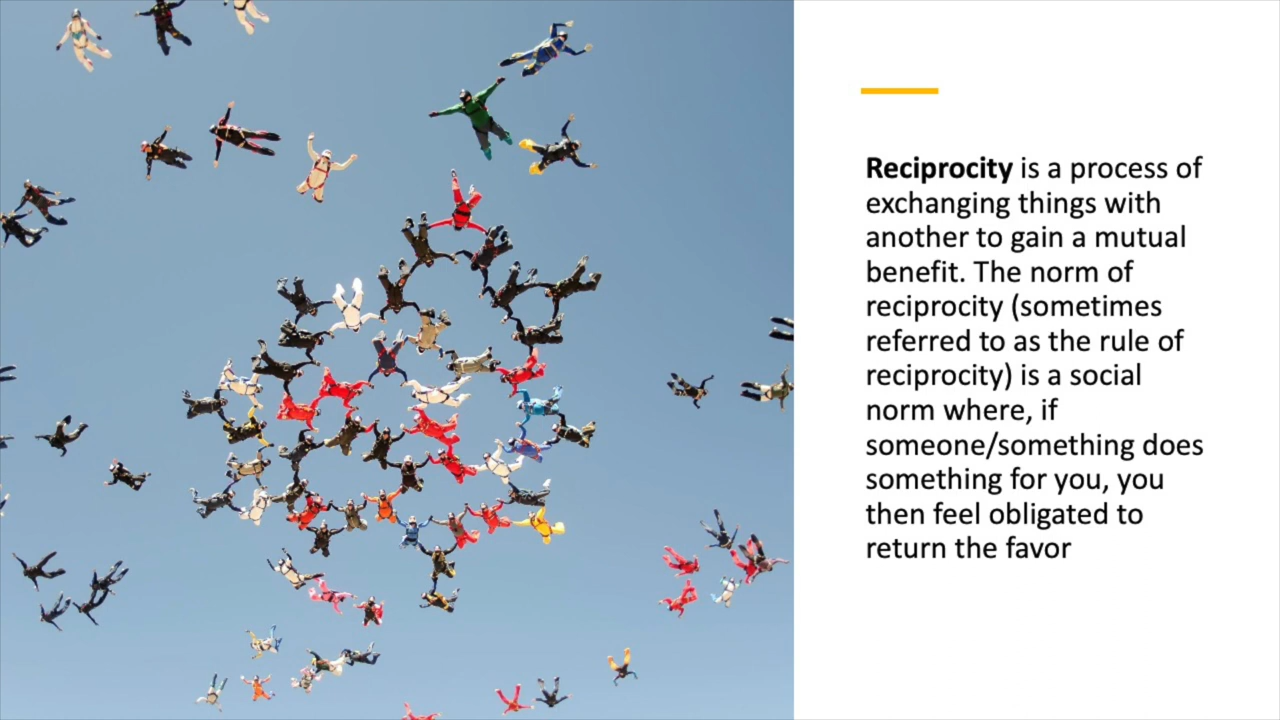 Reciprocity is a process of
exchanging things with
another to gain a mutual
benefit. The norm of
reciprocity (sometimes
referred to as the rule of
reciprocity) is a social
norm where, if
someone/something does
something for you, you
then feel obligated to
return the favor